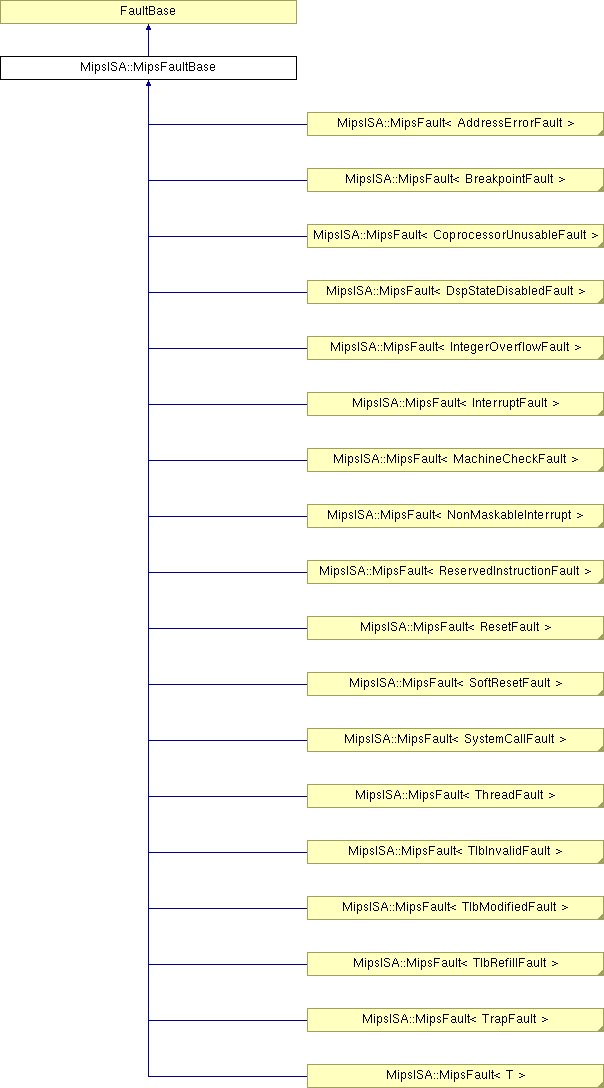 FaultBase
MipsISA::MipsFaultBase
MipsISA::MipsFault< AddressErrorFault >
MipsISA::MipsFault< BreakpointFault >
MipsISA::MipsFault< CoprocessorUnusableFault >
MipsISA::MipsFault< DspStateDisabledFault >
MipsISA::MipsFault< IntegerOverflowFault >
MipsISA::MipsFault< InterruptFault >
MipsISA::MipsFault< MachineCheckFault >
MipsISA::MipsFault< NonMaskableInterrupt >
MipsISA::MipsFault< ReservedInstructionFault >
MipsISA::MipsFault< ResetFault >
MipsISA::MipsFault< SoftResetFault >
MipsISA::MipsFault< SystemCallFault >
MipsISA::MipsFault< ThreadFault >
MipsISA::MipsFault< TlbInvalidFault >
MipsISA::MipsFault< TlbModifiedFault >
MipsISA::MipsFault< TlbRefillFault >
MipsISA::MipsFault< TrapFault >
MipsISA::MipsFault< T >